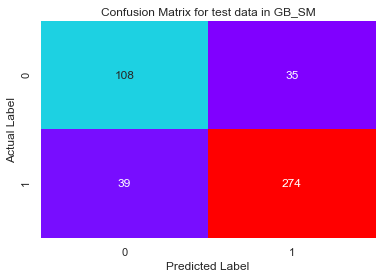 Confusion Matrix for test data in GB_SM
Actual Label
0
108
35
1
39
274
0
1
Predicted Label